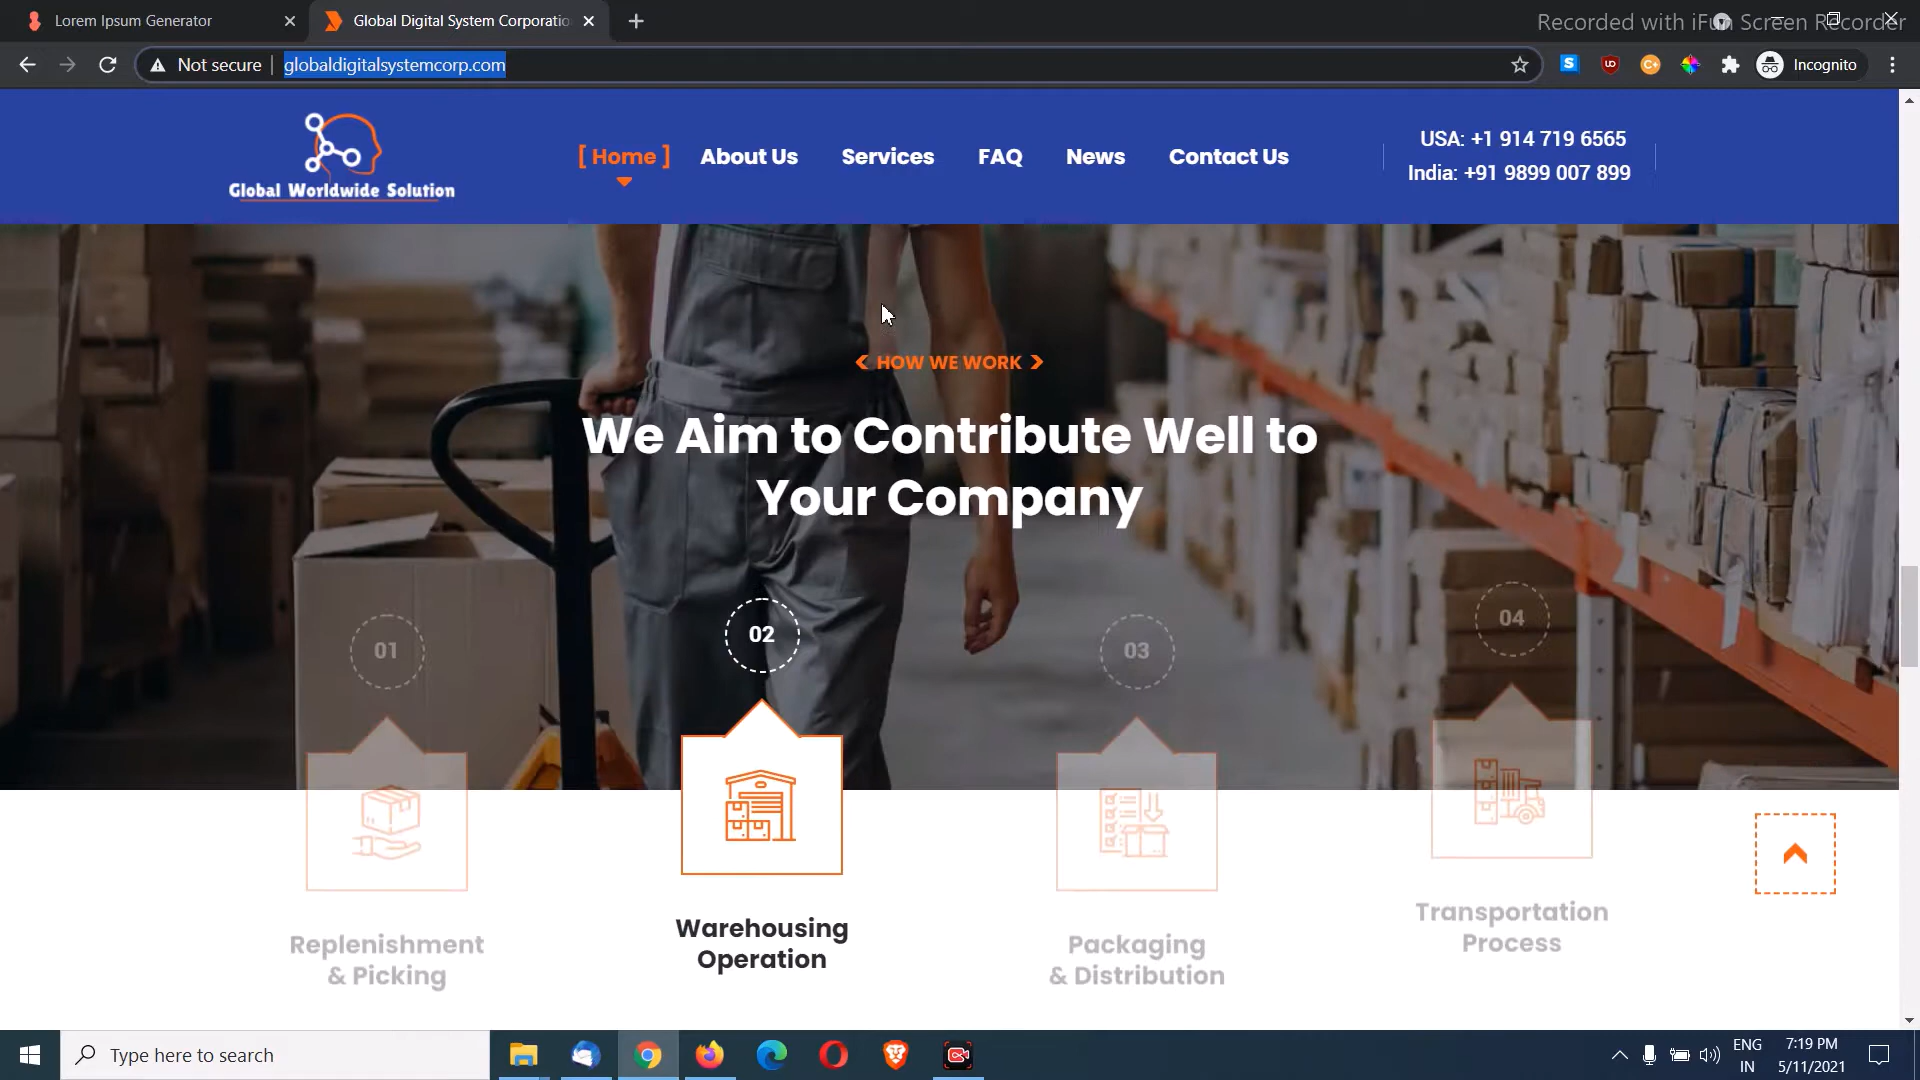 Lorem Ipsum Generator
Global Digital System Corporatio
Recorded with iFun Screen Recorder
Not secure
globaldigitalsystemcorp.com
Incognito
Global Worldwide Solution
[ Home ]
About Us
Services
FAQ
News
Contact Us
USA: +1 914 719 6565
India: +91 9899 007 899
HOW WE WORK
We Aim to Contribute Well to
Your Company
01
02
03
04
Replenishment
& Picking
Warehousing
Operation
Packaging
& Distribution
Transportation
Process
Type here to search
ENG
IN
7:19 PM
5/11/2021